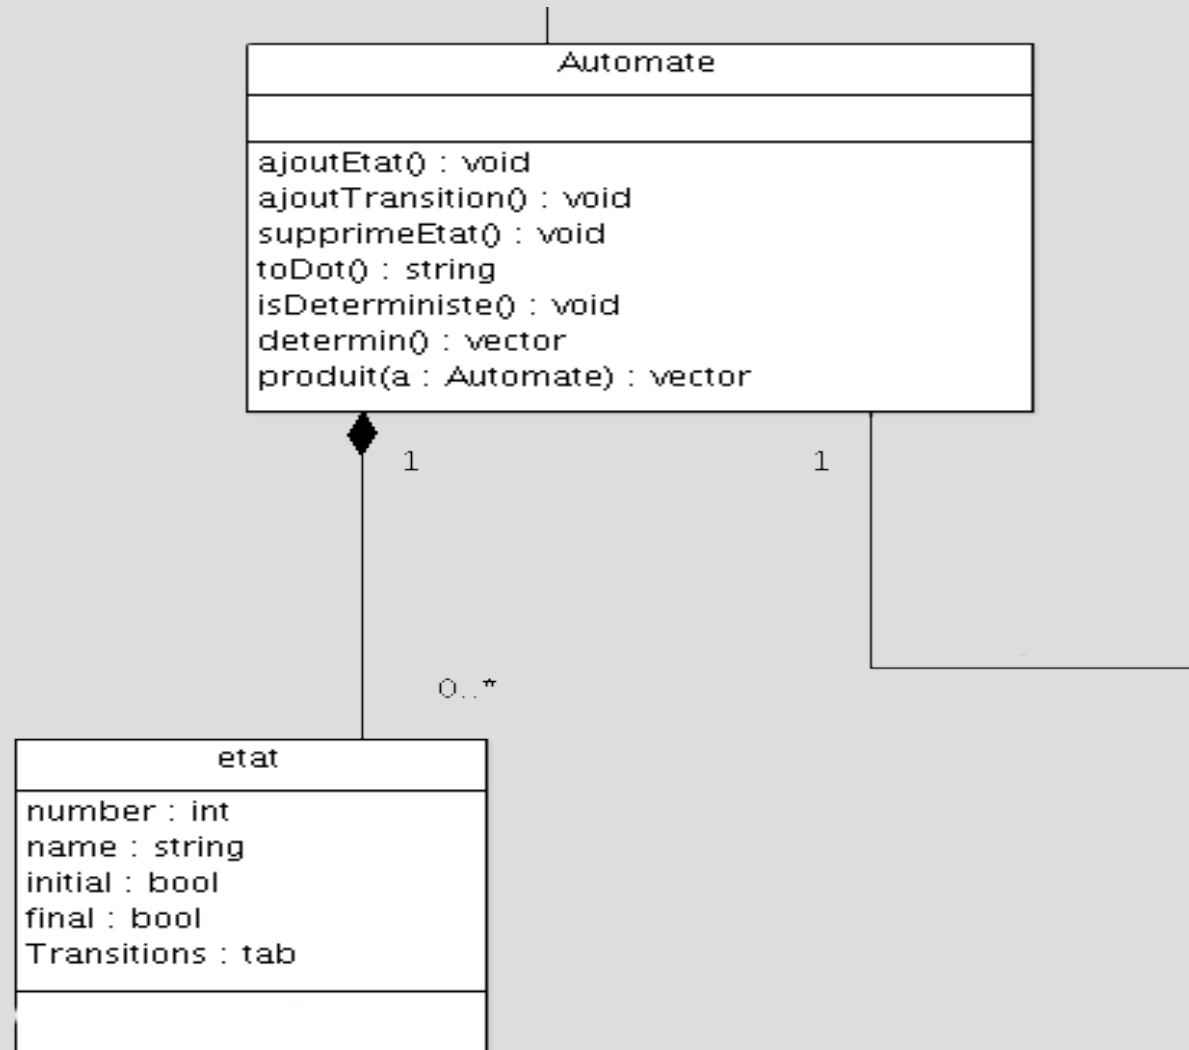 Automate
ajoutEtat() : void
ajoutTransition() : void
supprimeEtat() : void
toDot() : string
isDeterministe() : void
determin() : vector
produit(a : Automate) : vector
1
1
0..*
etat
number : int
name : string
initial : bool
final : bool
Transitions : tab